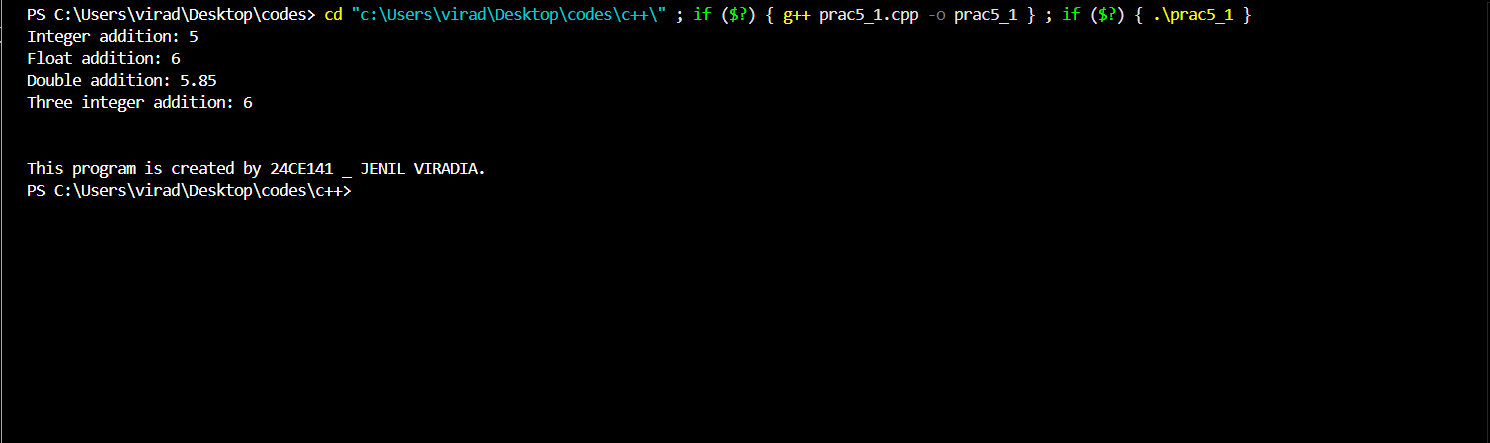 PS C:\Users\virad\Desktop\codes> cd "c:\Users\virad\Desktop\codes\c++\" ; if ($?) { g++ prac5_1.cpp -o prac5_1 } ; if ($?) { .\prac5_1 }
Integer addition: 5
Float addition: 6
Double addition: 5.85
Three integer addition: 6
This program is created by 24CE141 _ JENIL VIRADIA.
PS C:\Users\virad\Desktop\codes\c++>